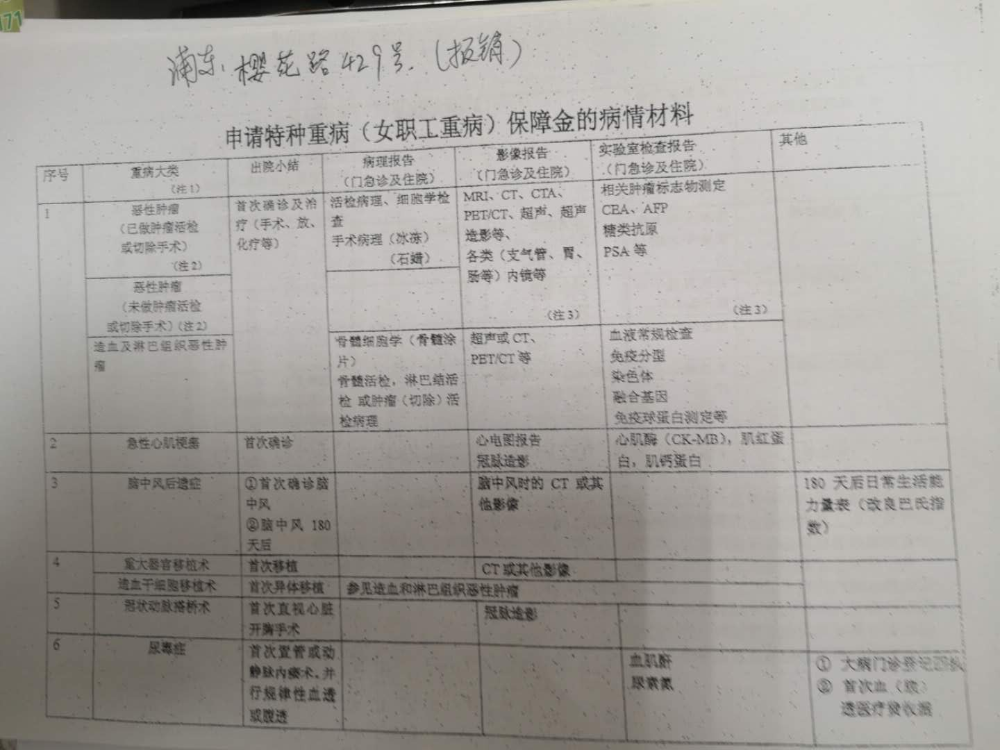 171
浦东、樱花路429号.(报销)
申请特种重病（女职工重病）保障金的病情材料
序号
重病大类
（注1）
出院小结
病理报告
（门急诊及住院）
影像报告
（门急诊及住院）
实验室检查报告
（门急诊及住院）
其他
1
恶性肿瘤
（已做肿瘤活检
或切除手术）
（注2）
首次确诊及治
疗（手术、放、
化疗等）
活检病理、细胞学检
查
手术病理（冰冻）
（石蜡）
MRI、CT、CTA、
PET/CT、超声、超声
造影等、
各类（支气管、胃、
肠等）内镜等
（注3）
相关肿瘤标志物测定
CEA、AFP
糖类抗原
PSA 等
（注3）
恶性肿瘤
（未做肿瘤活检
或切除手术）（注2）
造血及淋巴组织恶性肿
瘤
骨髓细胞学（骨髓涂
片）
骨髓活检，淋巴结活
检 或肿瘤（切除）活
检病理
超声或 CT、
PET/CT 等
血液常规检查
免疫分型
染色体
融合基因
免疫球蛋白测定等
2
急性心肌梗塞
首次确诊
心电图报告
冠脉造影
心肌酶（CK-MB），肌红蛋
白，肌钙蛋白
3
脑中风后遗症
①首次确诊脑
中风
②脑中风 180
天后
脑中风时的 CT 或其
他影像
180 天后日常生活能
力量表（改良巴氏指
数）
4
重大器官移植术
首次移植
CT 或其他影像
造血干细胞移植术
首次异体移植
参见造血和淋巴组织恶性肿瘤
5
冠状动脉搭桥术
首次直视心脏
开胸手术
冠脉造影
6
尿毒症
首次置管或动
静脉内瘘术，并
行规律性血透
或腹透
血肌酐
尿素氮
① 大病门诊登记回执
② 首次血（腹）
透医疗费收据